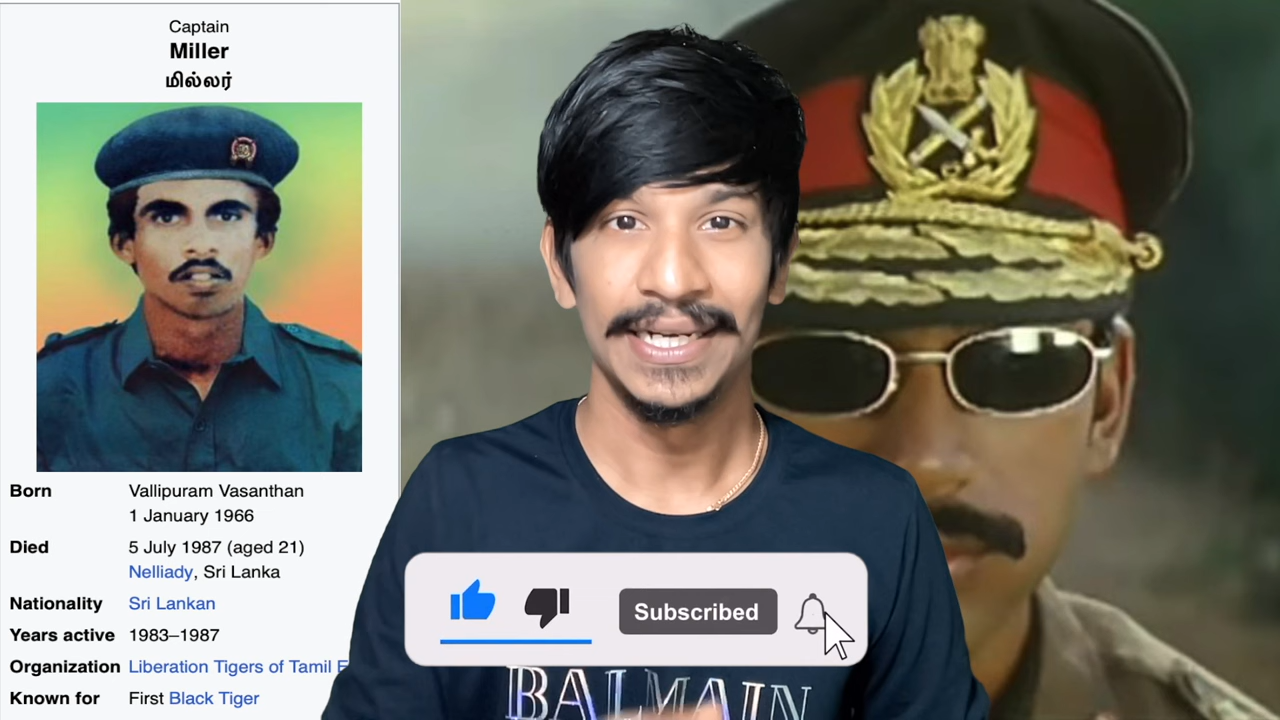 Captain
Miller
மில்லர்
Born Vallipuram Vasanthan
1 January 1966
Died 5 July 1987 (aged 21)
Nelliady, Sri Lanka
Nationality Sri Lankan
Years active 1983–1987
Organization Liberation Tigers of Tamil E
Known for First Black Tiger
Subscribed
BALMAIN